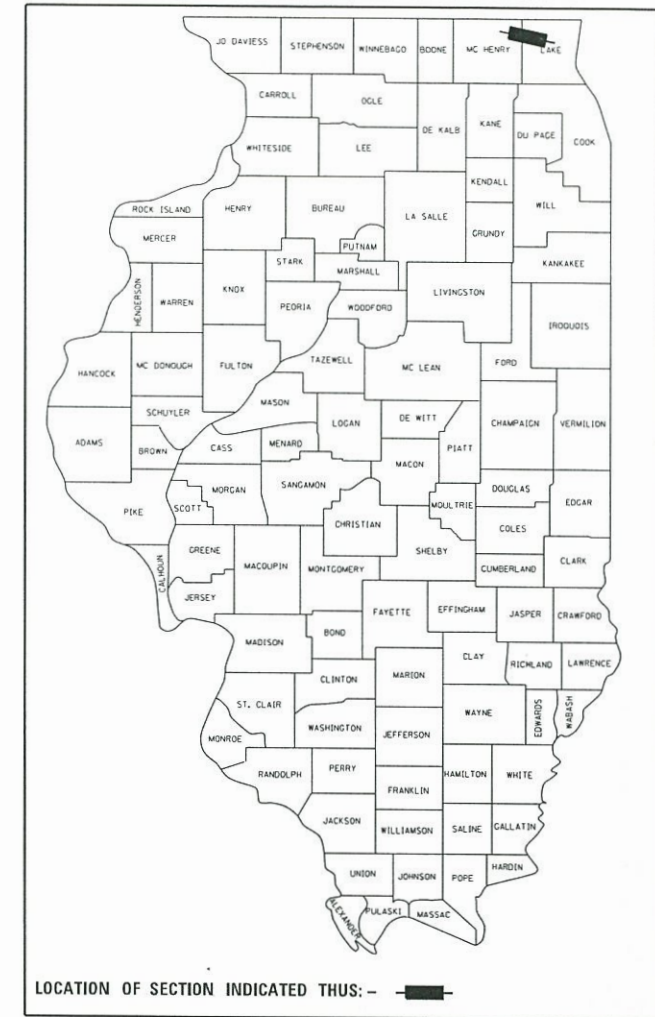 JO DAVIESS STEPHENSON WINNEBAGO BOONE MC HENRY LAKE
CARROLL OGLE DE KALB KANE DU PAGE COOK
WHITESIDE LEE
KENDALL WILL
ROCK ISLAND HENRY BUREAU LA SALLE GRUNDY
MERCER PUTNAM
STARK MARSHALL KANKAKEE
HENDERSON WARREN KNOX PEORIA WOODFORD LIVINGSTON IROQUOIS
HANCOCK MC DONOUGH FULTON TAZEWELL MC LEAN FORD
MASON
SCHUYLER LOGAN DE WITT CHAMPAIGN VERMILION
ADAMS BROWN CASS MENARD PIATT
MACON
SANGAMON DOUGLAS
PIKE SCOTT MORGAN MOULTRIE EDGAR
CHRISTIAN COLES
GREENE SHELBY
CALHOUN MACOUPIN MONTGOMERY CUMBERLAND CLARK
JERSEY
FAYETTE EFFINGHAM JASPER CRAWFORD
MADISON BOND
CLAY RICHLAND LAWRENCE
CLINTON MARION
ST. CLAIR WAYNE EDWARDS WABASH
WASHINGTON JEFFERSON
MONROE
RANDOLPH PERRY HAMILTON WHITE
FRANKLIN
JACKSON WILLIAMSON SALINE GALLATIN
HARDIN
UNION JOHNSON POPE
ALEXANDER PULASKI MASSAC
LOCATION OF SECTION INDICATED THUS: –